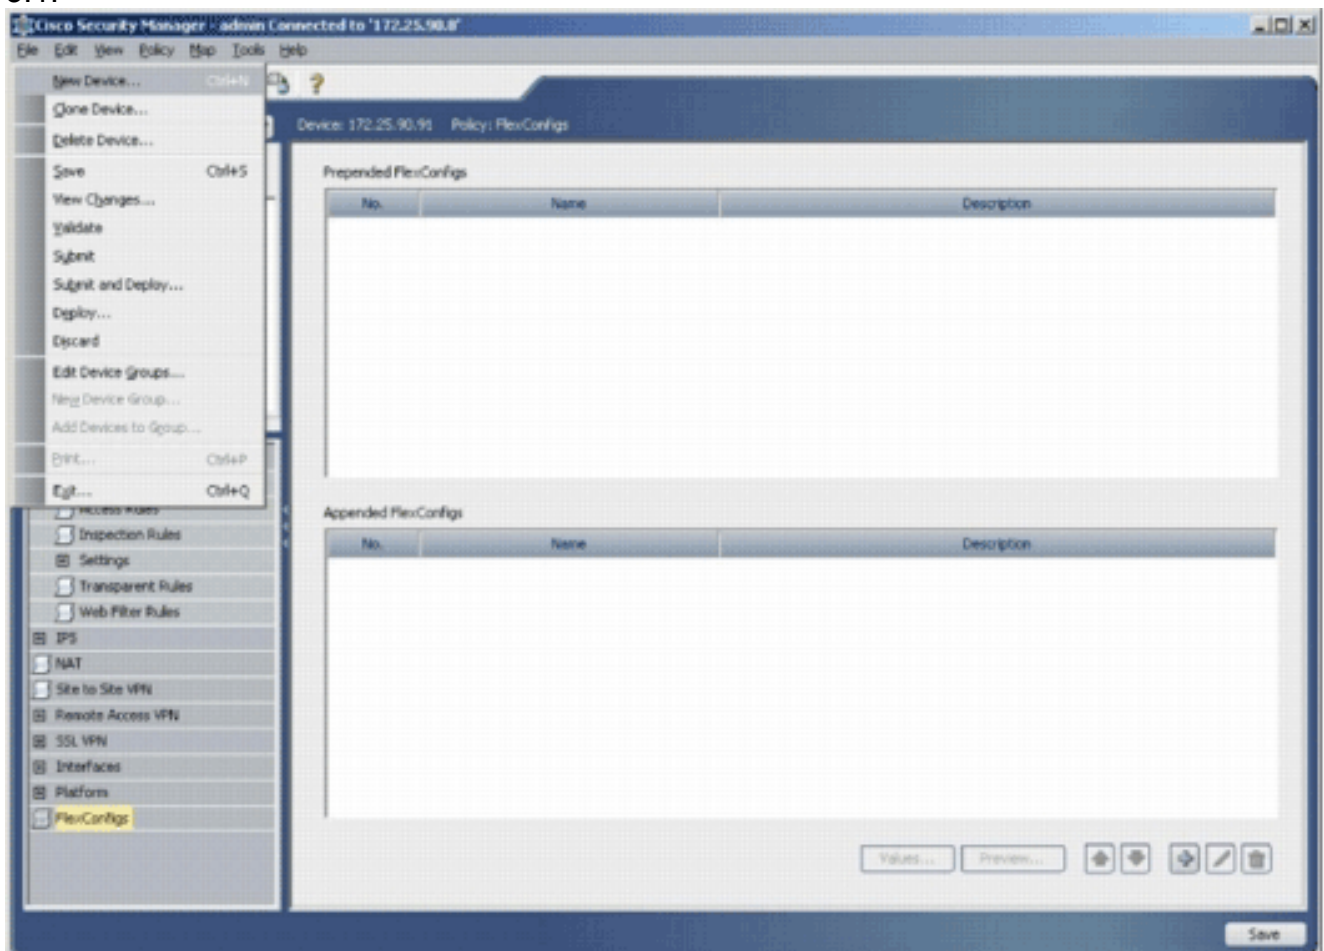 Cisco Security Manager - admin Connected to '172.25.90.8'
File Edit View Policy Map Tools Help
New Device... Ctrl+N
Clone Device...
Delete Device...
Device: 172.25.90.91 Policy: FlexConfigs
Save Ctrl+S
Prepended FlexConfigs
View Changes...
No. Name Description
Validate
Submit
Submit and Deploy...
Deploy...
Discard
Edit Device Groups...
New Device Group...
Add Devices to Group...
Print... Ctrl+P
Exit... Ctrl+Q
Access Rules
Appended FlexConfigs
Inspection Rules
No. Name Description
Settings
Transparent Rules
Web Filter Rules
IPS
NAT
Site to Site VPN
Remote Access VPN
SSL VPN
Interfaces
Platform
FlexConfigs
Values... Preview...
Save